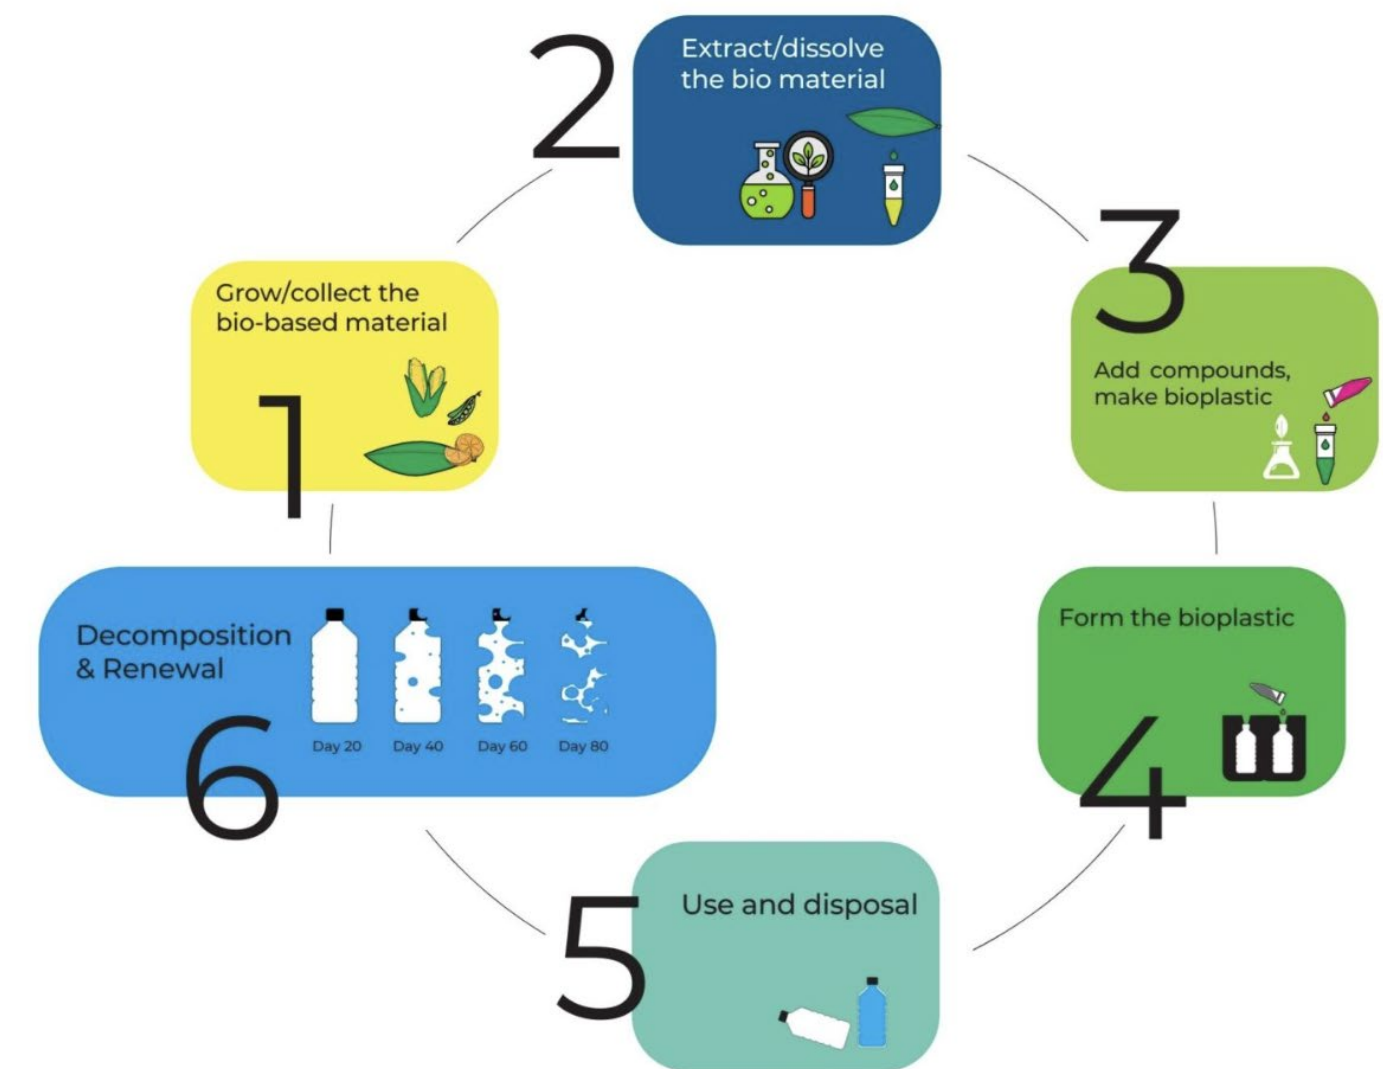 1
Grow/collect the
bio-based material
2
Extract/dissolve
the bio material
3
Add compounds,
make bioplastic
4
Form the bioplastic
5
Use and disposal
6
Decomposition
& Renewal
Day 20 Day 40 Day 60 Day 80